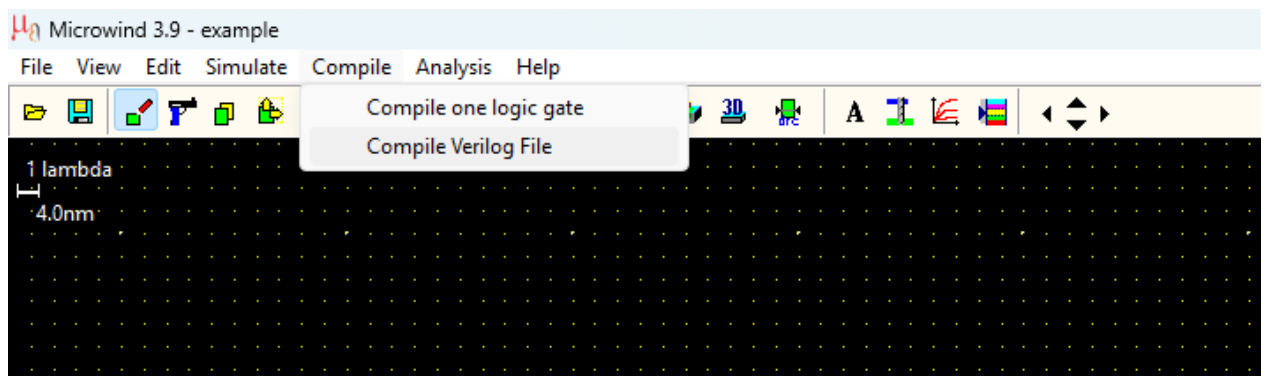 Microwind 3.9 - example
File View Edit Simulate Compile Analysis Help
Compile one logic gate
3D
drc
A
Compile Verilog File
1 lambda
4.0nm